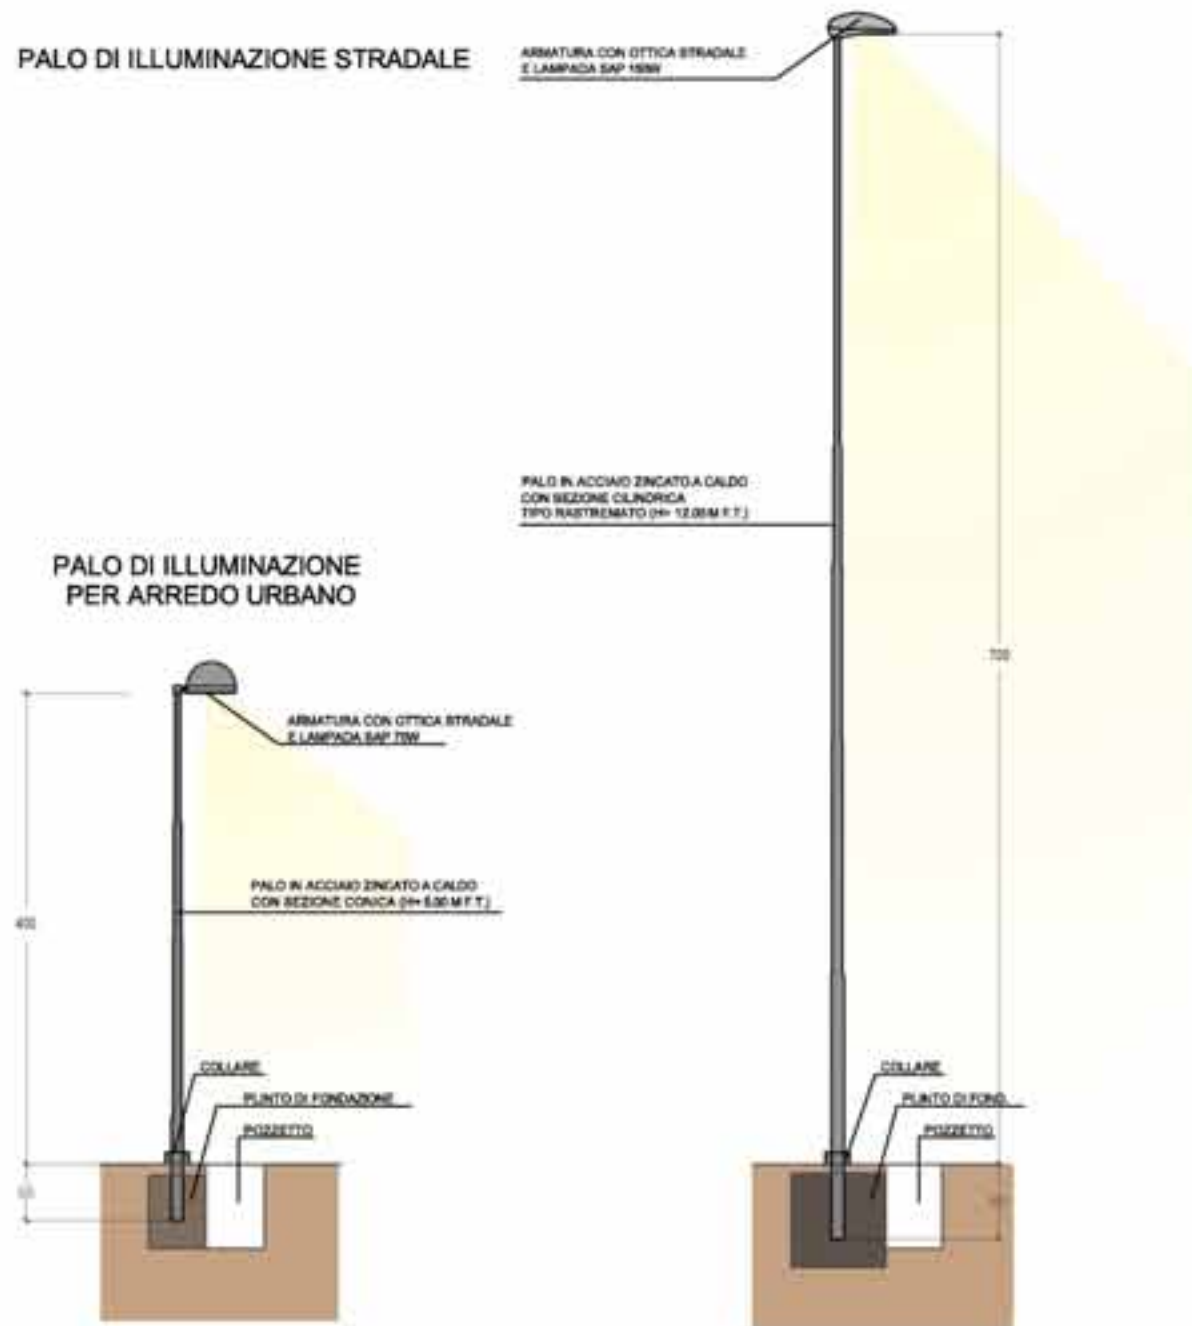 PALO DI ILLUMINAZIONE STRADALE
ARMATURA CON OTTICA STRADALE
E LAMPADA SAP
PALO IN ACCIAIO ZINCATO A CALDO
CON SEZIONE CILINDRICA
TIPO RASTREMATO (H= M F.T.)
700
PALO DI ILLUMINAZIONE
PER ARREDO URBANO
ARMATURA CON OTTICA STRADALE
E LAMPADA SAP
PALO IN ACCIAIO ZINCATO A CALDO
CON SEZIONE CONICA (H= M F.T.)
400
COLLARE
PLINTO DI FONDAZIONE
POZZETTO
COLLARE
PLINTO DI FOND.
POZZETTO